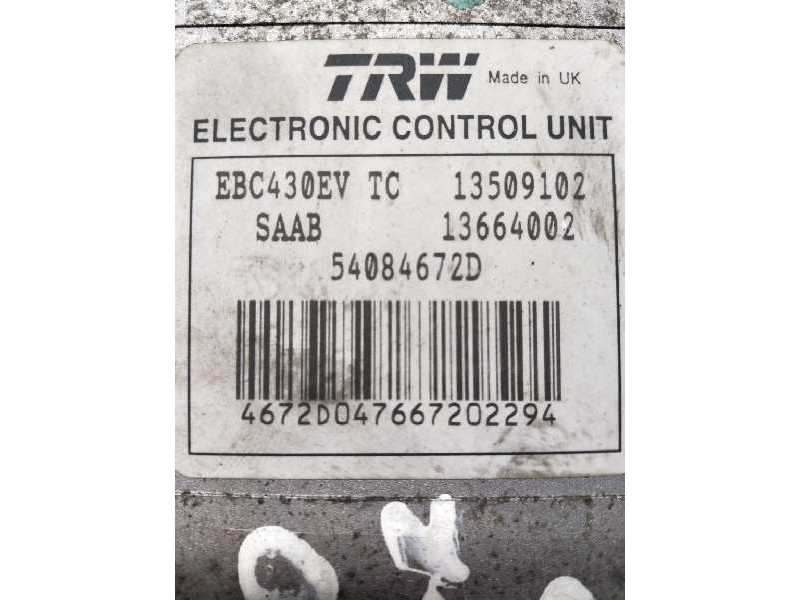 TRW Made in UK
ELECTRONIC CONTROL UNIT
EBC430EV TC 13509102
SAAB 13664002
54084672D
4672D047667202294